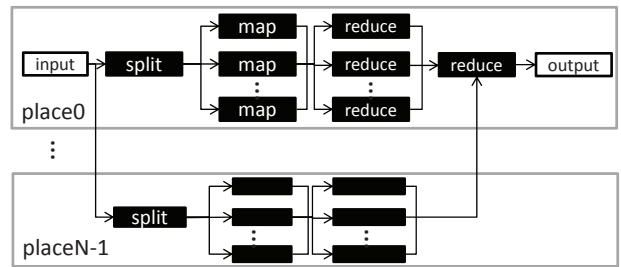 map
reduce
input
split
map
reduce
reduce
output
⋮
⋮
map
reduce
place0
⋮
split
⋮
⋮
placeN-1